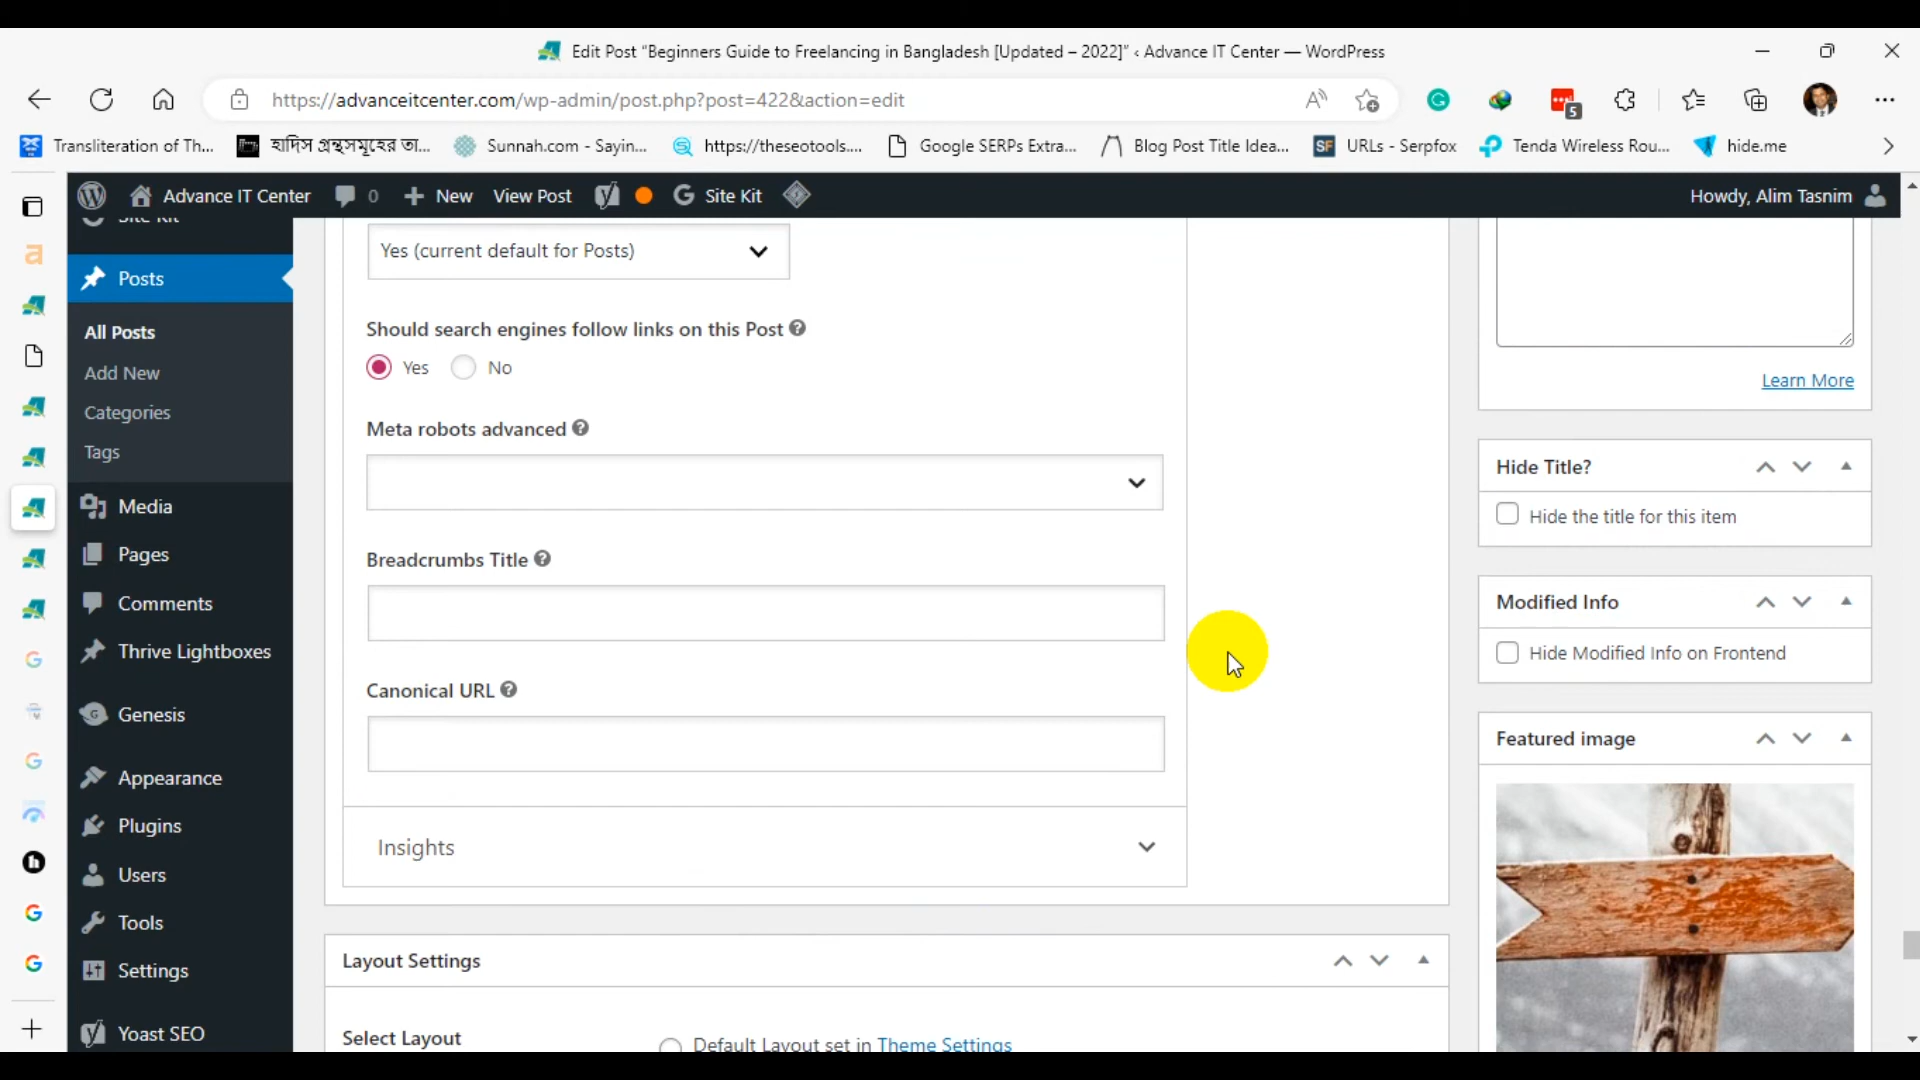 Edit Post “Beginners Guide to Freelancing in Bangladesh [Updated – 2022]” ‹ Advance IT Center — WordPress
https://advanceitcenter.com/wp-admin/post.php?post=422&action=edit
5
Transliteration of Th...
হাদিস গ্রন্থসমূহের তা...
Sunnah.com - Sayin...
https://theseotools....
Google SERPs Extra...
Blog Post Title Idea...
URLs - Serpfox
Tenda Wireless Rou...
hide.me
Advance IT Center
0
New
View Post
Site Kit
Howdy, Alim Tasnim
Site Kit
Posts
All Posts
Add New
Categories
Tags
Media
Pages
Comments
Thrive Lightboxes
Genesis
Appearance
Plugins
Users
Tools
Settings
Yoast SEO
Yes (current default for Posts)
Should search engines follow links on this Post
Yes
No
Meta robots advanced
Breadcrumbs Title
Canonical URL
Insights
Layout Settings
Select Layout
Default Layout set in Theme Settings
Learn More
Hide Title?
Hide the title for this item
Modified Info
Hide Modified Info on Frontend
Featured image